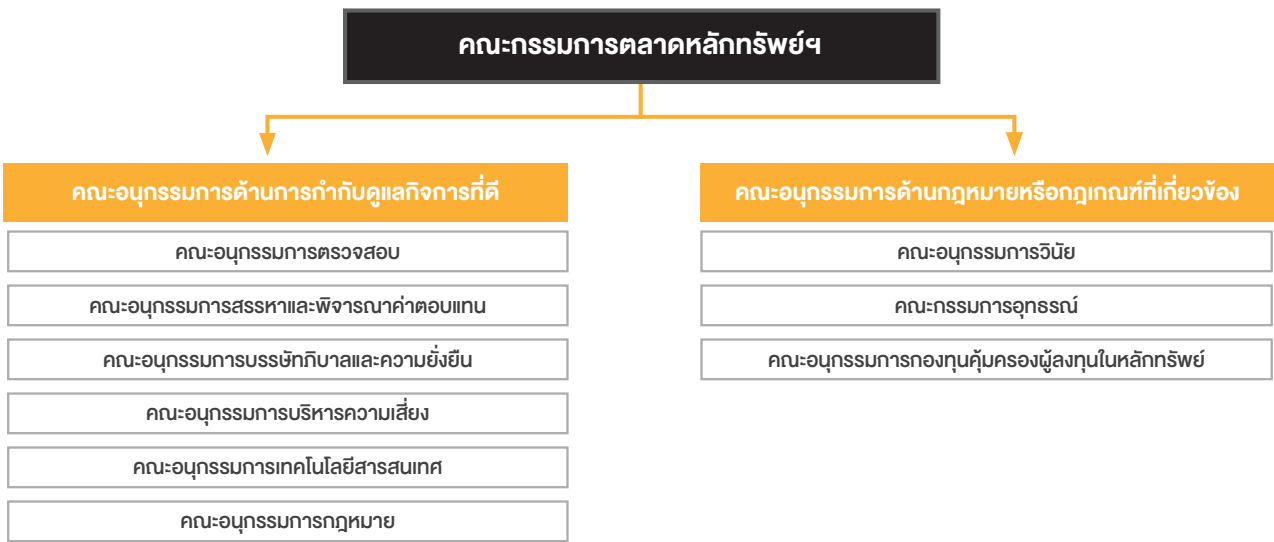 คณะกรรมการตลาดหลักทรัพย์ฯ
คณะอนุกรรมการด้านการกำกับดูแลกิจการที่ดี
คณะอนุกรรมการตรวจสอบ
คณะอนุกรรมการสรรหาและพิจารณาค่าตอบแทน
คณะอนุกรรมการบรรษัทภิบาลและความยั่งยืน
คณะอนุกรรมการบริหารความเสี่ยง
คณะอนุกรรมการเทคโนโลยีสารสนเทศ
คณะอนุกรรมการกฎหมาย
คณะอนุกรรมการด้านกฎหมายหรือกฎเกณฑ์ที่เกี่ยวข้อง
คณะอนุกรรมการวินัย
คณะกรรมการอุทธรณ์
คณะอนุกรรมการกองทุนคุ้มครองผู้ลงทุนในหลักทรัพย์